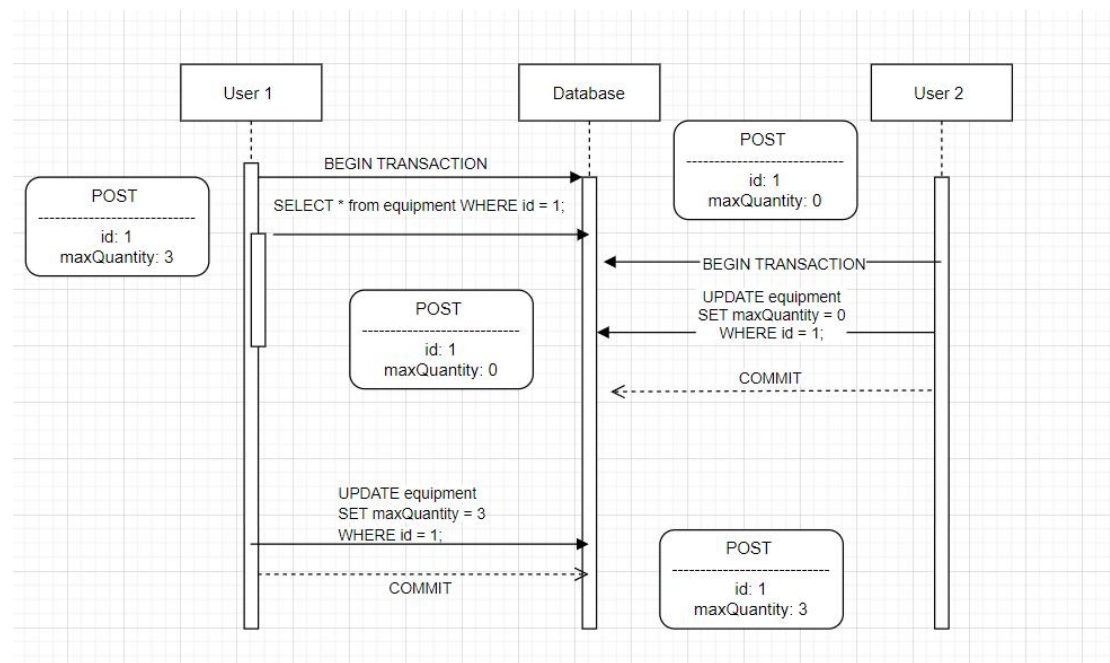 User 1
Database
User 2
POST
id: 1
maxQuantity: 0
BEGIN TRANSACTION
POST
id: 1
maxQuantity: 3
SELECT * from equipment WHERE id = 1;
BEGIN TRANSACTION
UPDATE equipment
SET maxQuantity = 0
WHERE id = 1;
POST
id: 1
maxQuantity: 0
COMMIT
UPDATE equipment
SET maxQuantity = 3
WHERE id = 1;
COMMIT
POST
id: 1
maxQuantity: 3